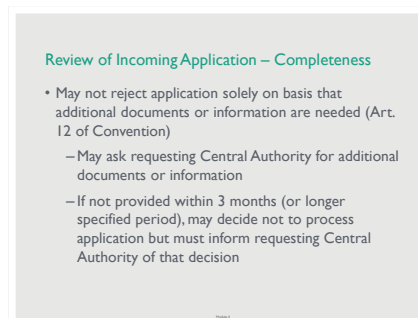 Review of Incoming Application – Completeness
• May not reject application solely on basis that
additional documents or information are needed (Art.
12 of Convention)
– May ask requesting Central Authority for additional
documents or information
– If not provided within 3 months (or longer
specified period), may decide not to process
application but must inform requesting Central
Authority of that decision